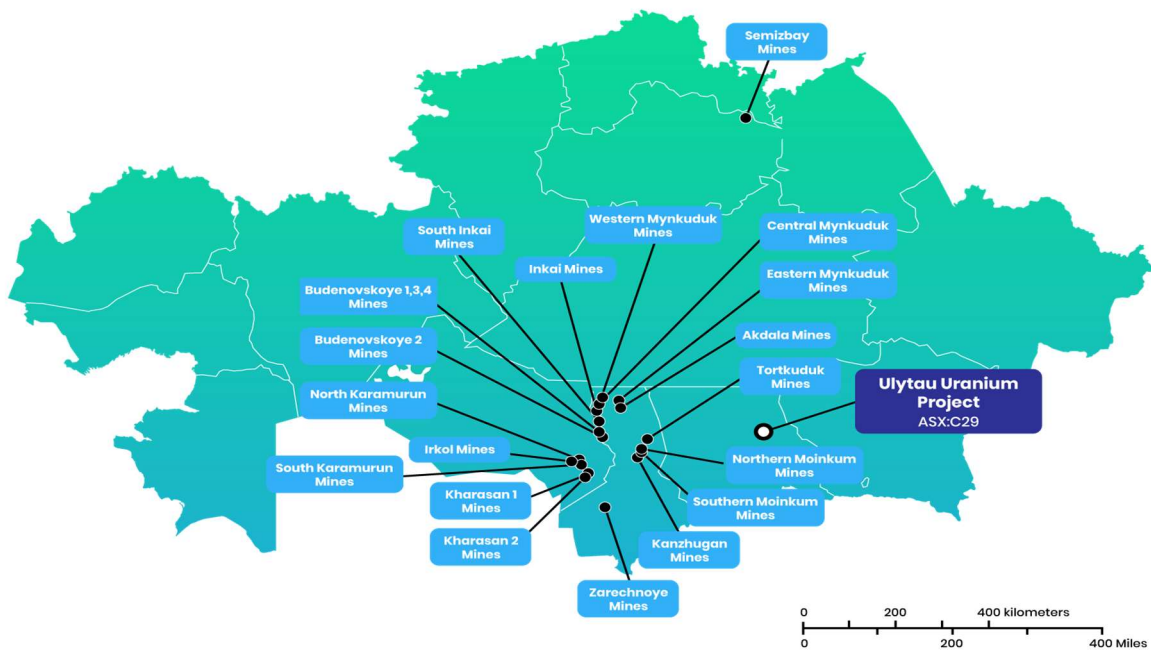 Semizbay
Mines
Western Mynkuduk
Mines
Central Mynkuduk
Mines
South Inkai
Mines
Inkai Mines
Eastern Mynkuduk
Mines
Budenovskoye 1,3,4
Mines
Budenovskoye 2
Mines
Akdala Mines
Tortkuduk
Mines
Ulytau Uranium
Project
ASX:C29
North Karamurun
Mines
Irkol Mines
South Karamurun
Mines
Northern Moinkum
Mines
Kharasan 1
Mines
Southern Moinkum
Mines
Kharasan 2
Mines
Kanzhugan
Mines
Zarechnoye
Mines
0 200 400 kilometers
0 200 400 Miles